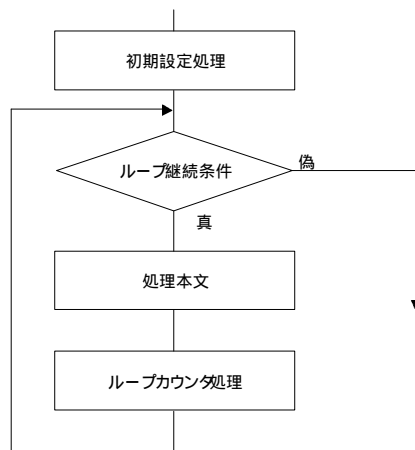 初期設定処理
ループ継続条件
偽
真
処理本文
ループカウンタ処理